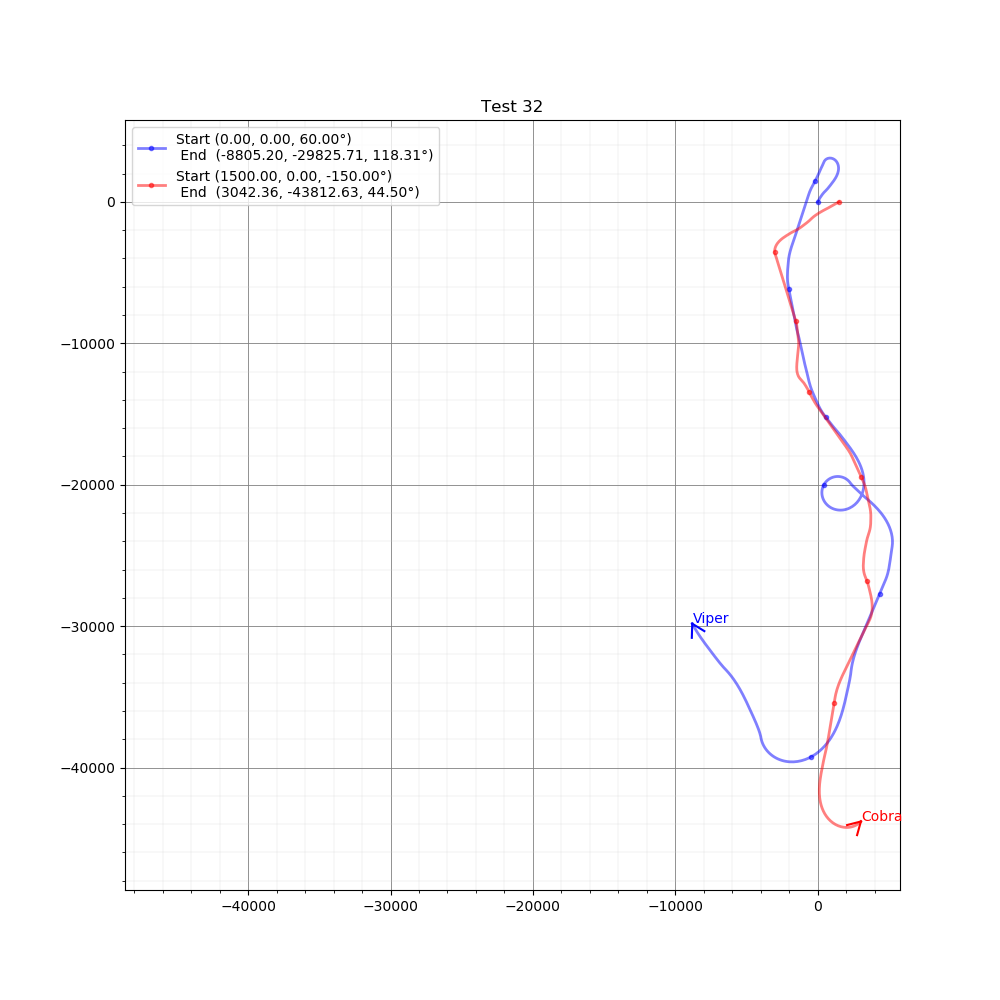 Test 32
Start (0.00, 0.00, 60.00°)
End  (-8805.20, -29825.71, 118.31°)
Start (1500.00, 0.00, -150.00°)
End  (3042.36, -43812.63, 44.50°)
0
−10000
−20000
−30000
−40000
Viper
Cobra
−40000
−30000
−20000
−10000
0